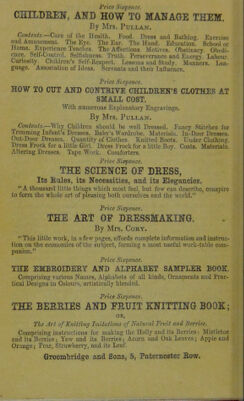 Price Sixpence.
CHILDREN, AND HOW TO MANAGE THEM.
By Mrs. PULLAN.
Contents.—Care of the Health. Food. Dress and Bathing. Exercise
and Amusement. The Eye. The Ear. The Hand. Education. School or
Home. Experience Teaches. The Affections. Motives. Obstinacy. Obedi-
ence. Self-Control. Selfishness. Truth. Perseverance and Energy. Labour.
Curiosity. Children's Self-Respect. Lessons and Study. Manners. Lan-
guage. Association of Ideas. Servants and their Influence.
Price Sixpence.
HOW TO CUT AND CONTRIVE CHILDREN'S CLOTHES AT
SMALL COST.
With numerous Explanatory Engravings.
By Mrs. PULLAN.
Contents.—Why Children should be well Dressed. Fancy Stitches for
Trimming Infant's Dresses. Baby's Wardrobe. Materials. In-Door Dresses.
Out-Door Dresses. Quantity of Clothes. Knitted Boots. Under Clothing.
Dress Frock for a little Girl. Dress Frock for a little Boy. Coats. Materials.
Altering Dresses. Tape Work. Comforters.
Price Sixpence.
THE SCIENCE OF DRESS,
Its Rules, its Necessities, and its Elegancies.
"A thousand little things which most feel, but few can describe, conspire
to form the whole art of pleasing both ourselves and the world."
Price Sixpence.
THE ART OF DRESSMAKING.
By Mrs. CORY.
"This little work, in a few pages, affords complete information and instruc-
tion on the economies of the subject, forming a most useful work-table com-
panion."
Price Sixpence.
THE EMBROIDERY AND ALPHABET SAMPLER BOOK.
Comprising various Names, Alphabets of all kinds, Ornaments and Prac-
tical Designs in Colours, artistically blended.
Price Sixpence.
THE BERRIES AND FRUIT KNITTING BOOK;
OR,
The Art of Knitting Imitations of Natural Fruit and Berries.
Comprising instructions for making the Holly and its Berries; Mistletoe
and its Berries; Yew and its Berries; Acorn and Oak Leaves; Apple and
Orange; Pear, Strawberry, and its Leaf
Groombridge and Sons, 5, Paternoster Row.